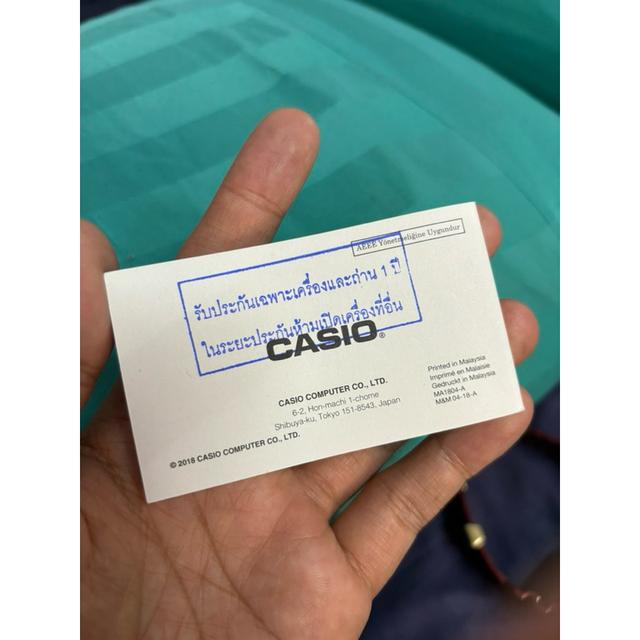 AEEE Yönetmeliğine Uygundur
รับประกันเฉพาะเครื่องและถ่าน 1 ปี
ในระยะประกันห้ามเปิดเครื่องที่อื่น
CASIO®
CASIO COMPUTER CO., LTD.
6-2, Hon-machi 1-chome
Shibuya-ku, Tokyo 151-8543, Japan
Printed in Malaysia
Imprimé en Malaisie
Gedruckt in Malaysia
MA1804-A
M&M 04-18-A
© 2018 CASIO COMPUTER CO., LTD.